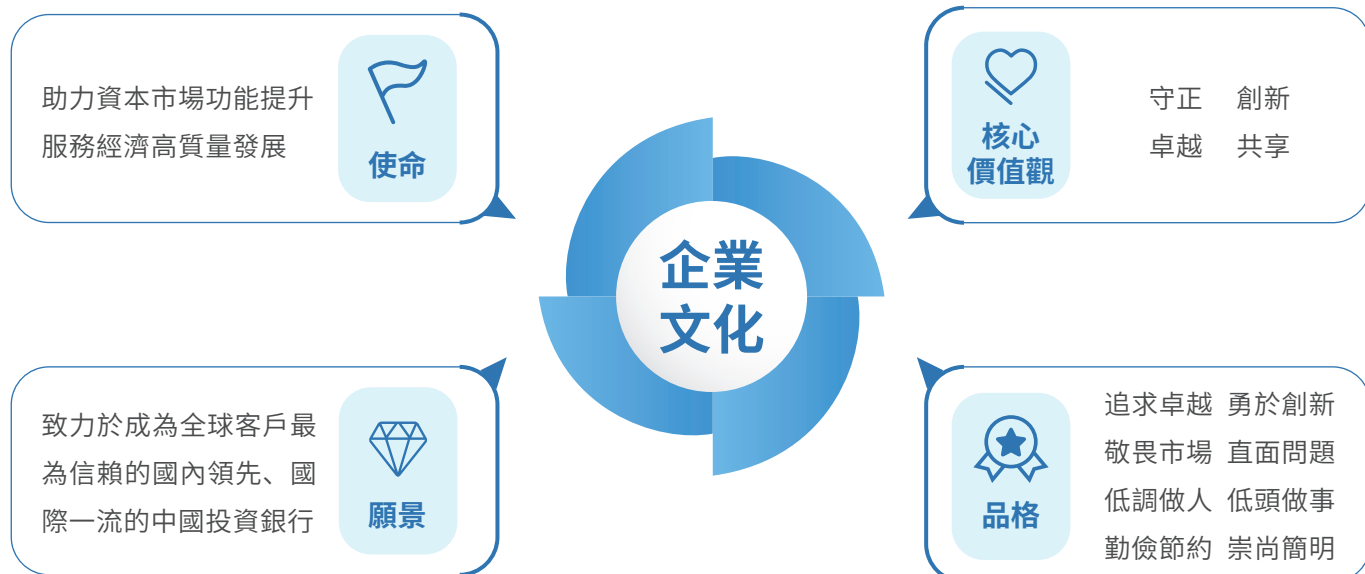 助力資本市場功能提升
服務經濟高質量發展
使命
核心
價值觀
守正 創新
卓越 共享
企業
文化
致力於成為全球客戶最
為信賴的國內領先、國
際一流的中國投資銀行
願景
品格
追求卓越 勇於創新
敬畏市場 直面問題
低調做人 低頭做事
勤儉節約 崇尚簡明